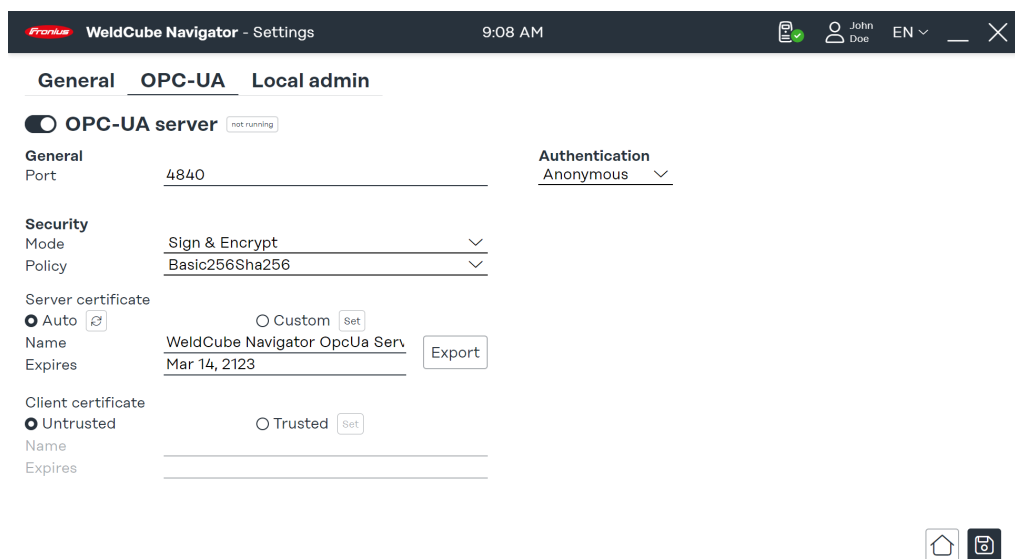 Fronius WeldCube Navigator - Settings 9:08 AM John Doe EN
General OPC-UA Local admin
OPC-UA server not running
General
Port 4840
Authentication
Anonymous
Security
Mode Sign & Encrypt
Policy Basic256Sha256
Server certificate
Auto Custom Set
Name WeldCube Navigator OpcUa Serv
Expires Mar 14, 2123
Export
Client certificate
Untrusted Trusted Set
Name
Expires